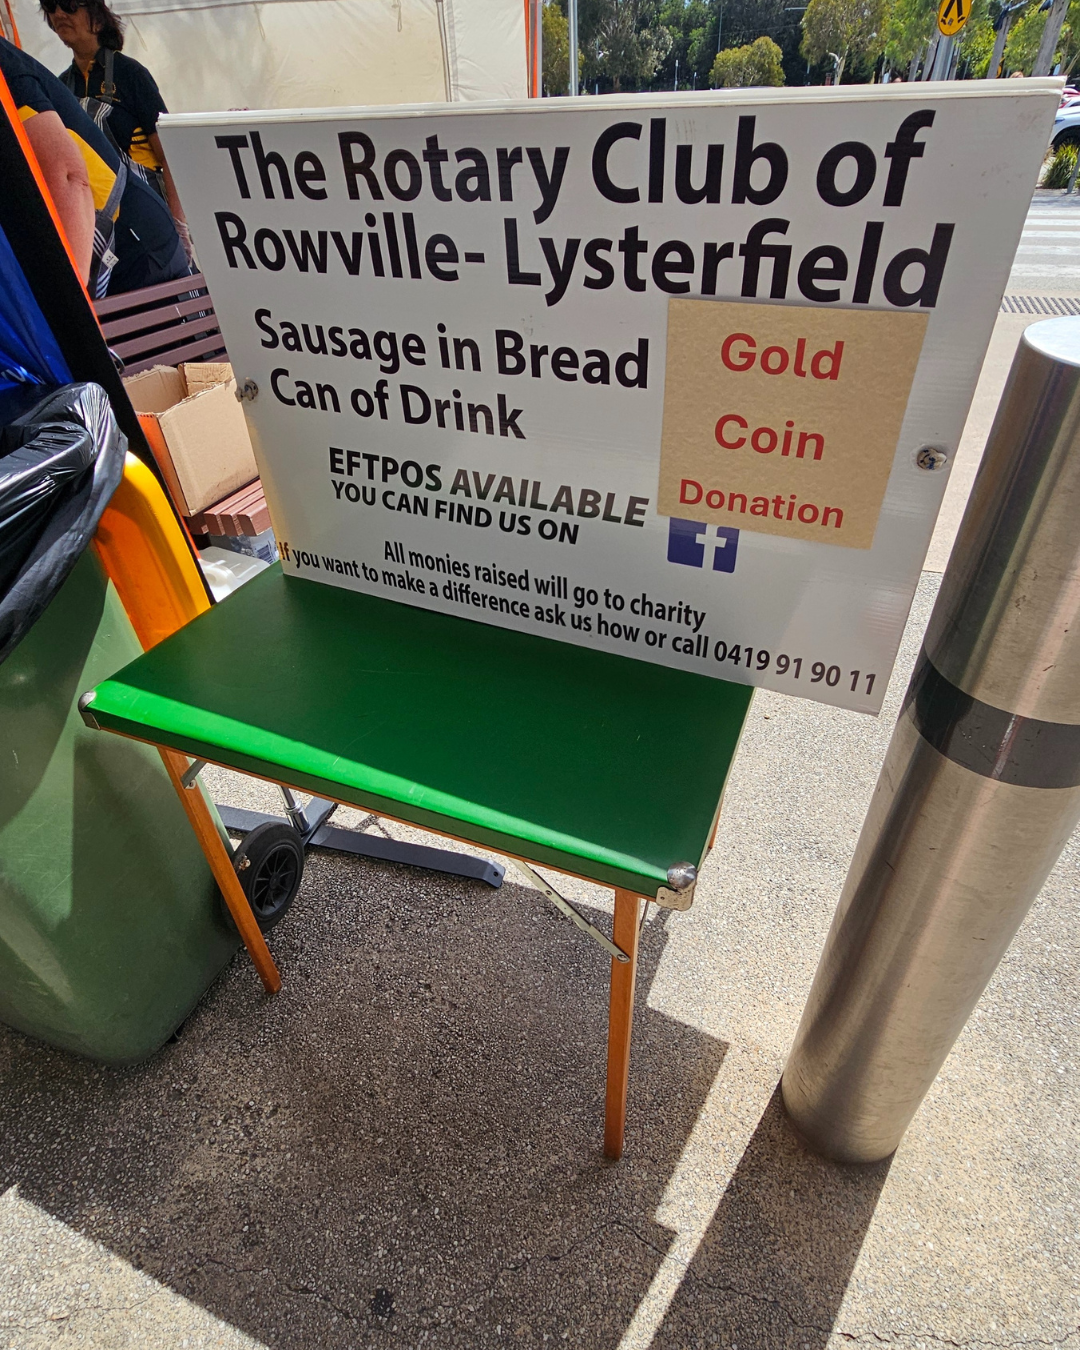 The Rotary Club of
Rowville- Lysterfield
Sausage in Bread
Can of Drink
Gold
Coin
Donation
EFTPOS AVAILABLE
YOU CAN FIND US ON
f
All monies raised will go to charity
If you want to make a difference ask us how or call 0419 91 90 11